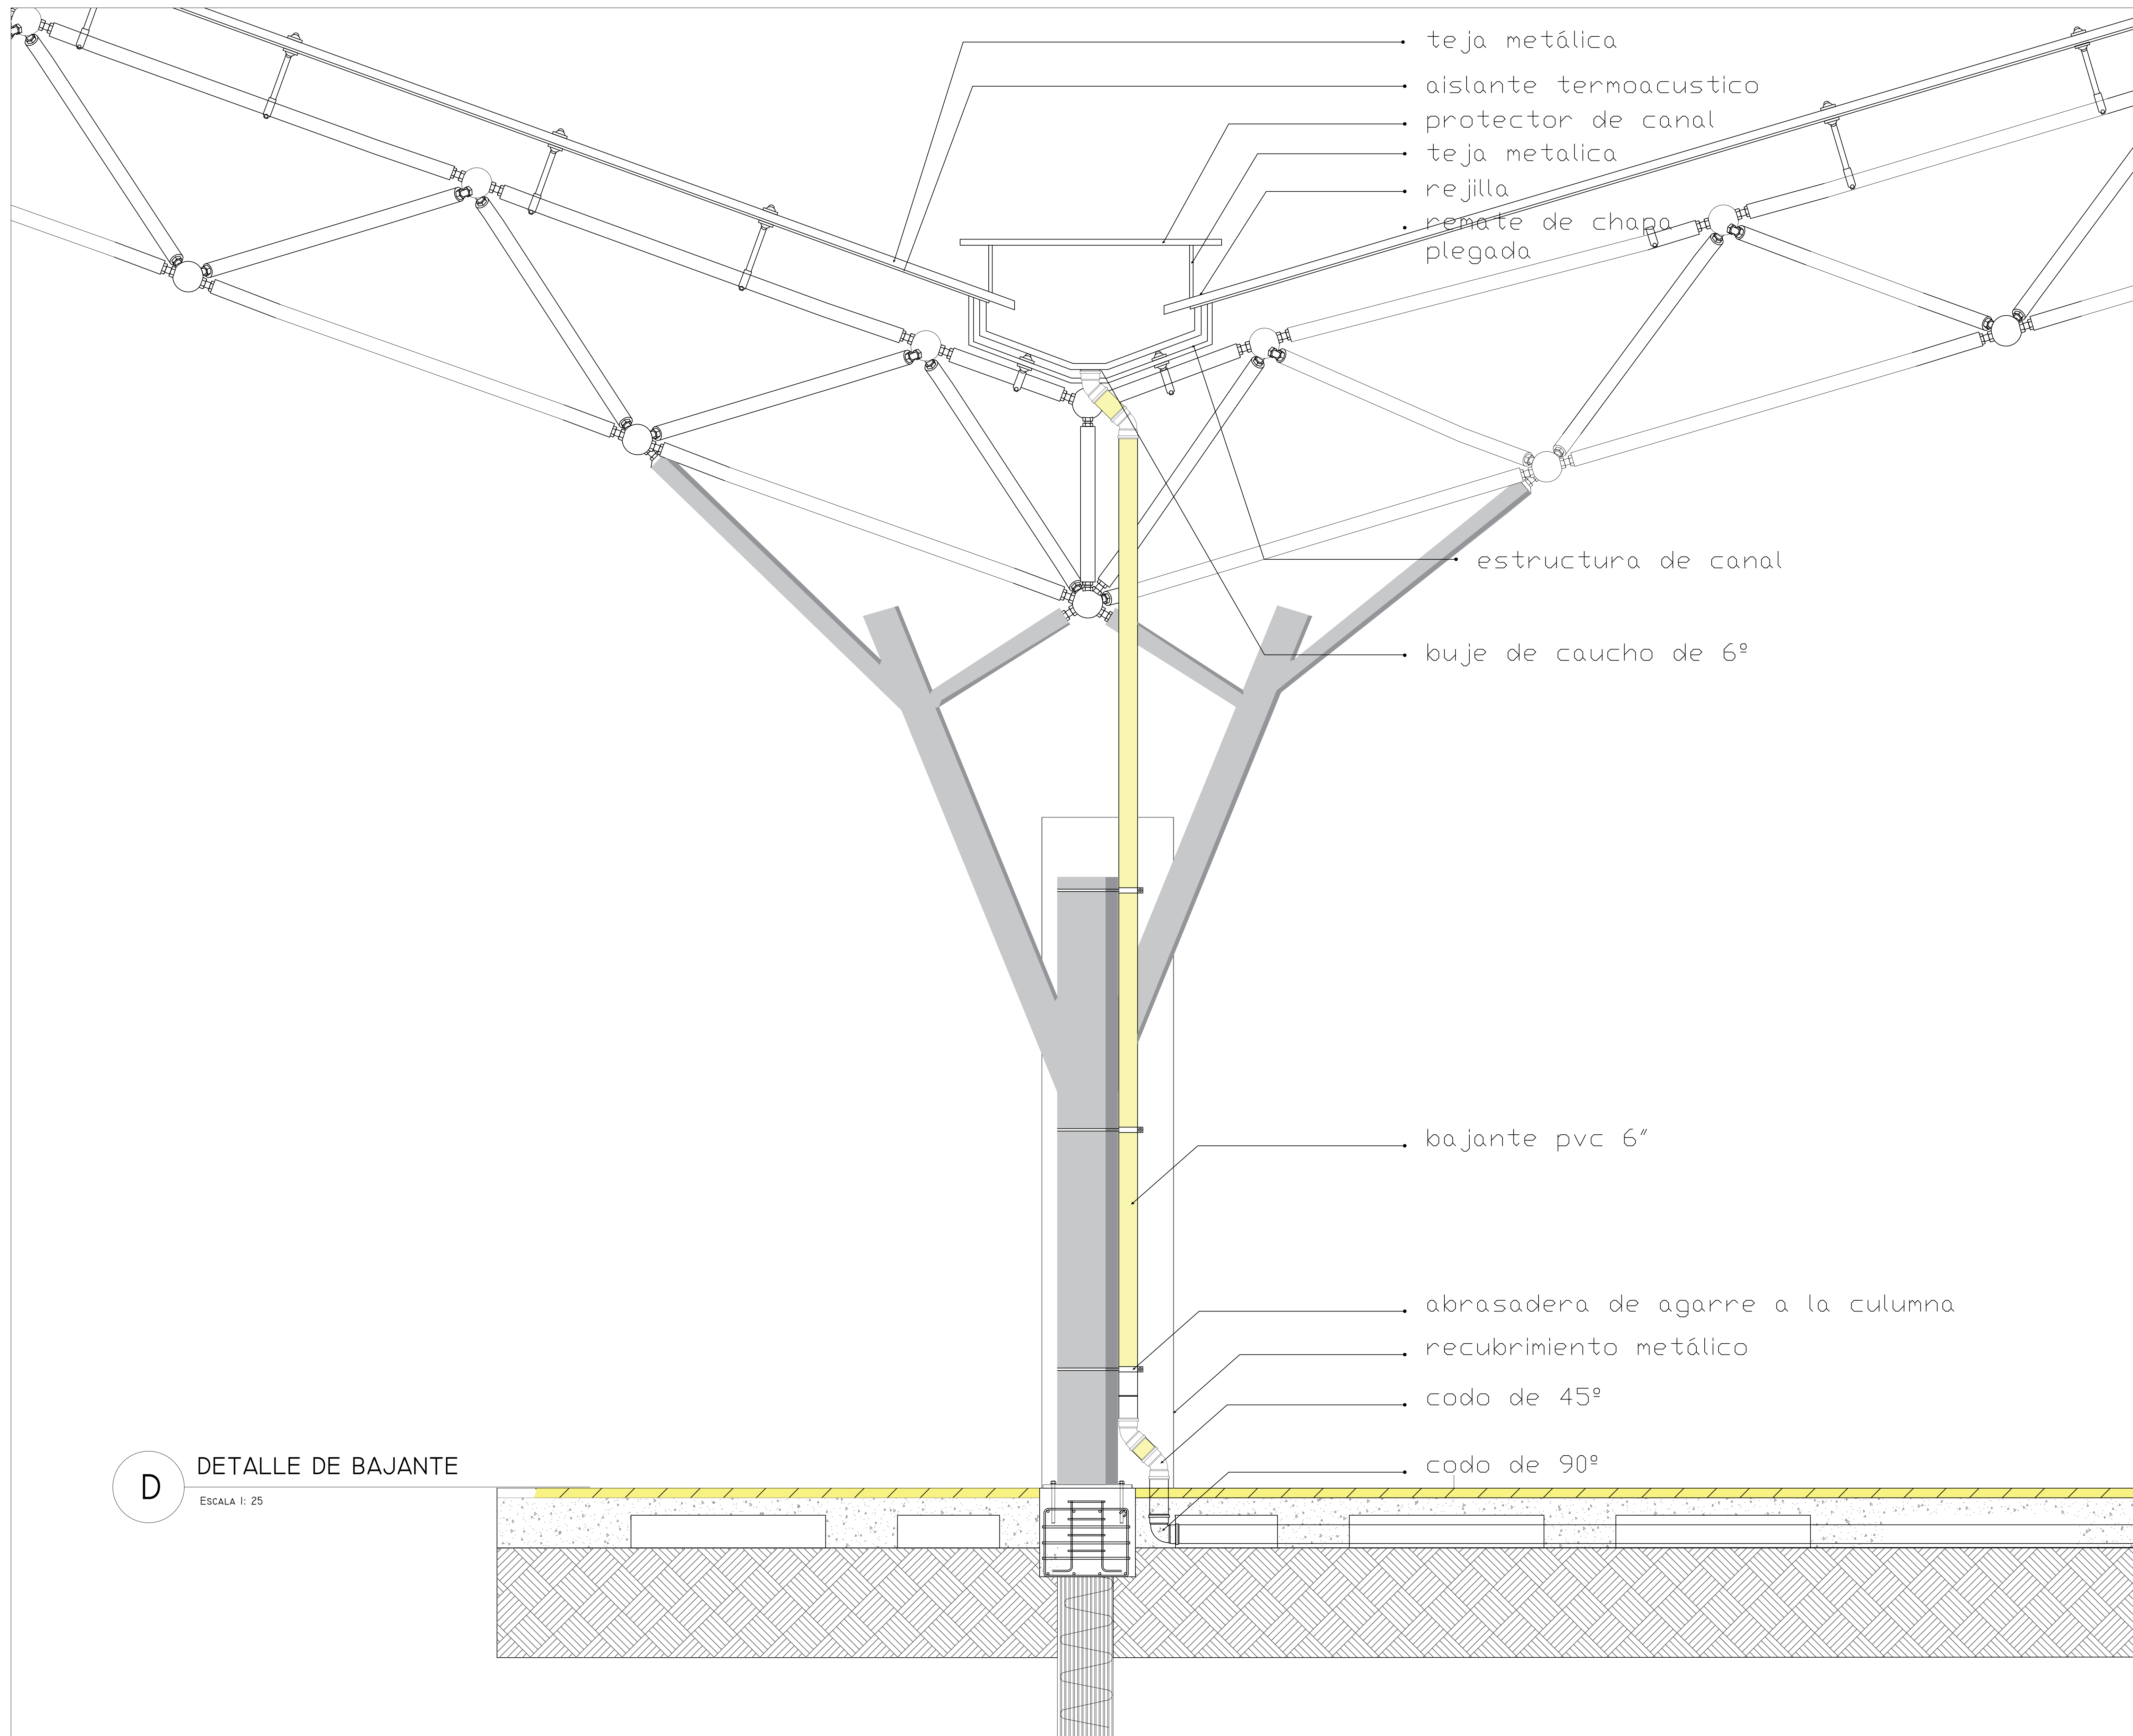 teja metálica
aislante termoacustico
protector de canal
teja metalica
rejilla
remate de chapa
plegada
estructura de canal
buje de caucho de 6º
bajante pvc 6"
abrasadera de agarre a la culumna
recubrimiento metálico
codo de 45º
codo de 90º
D
DETALLE DE BAJANTE
ESCALA 1: 25